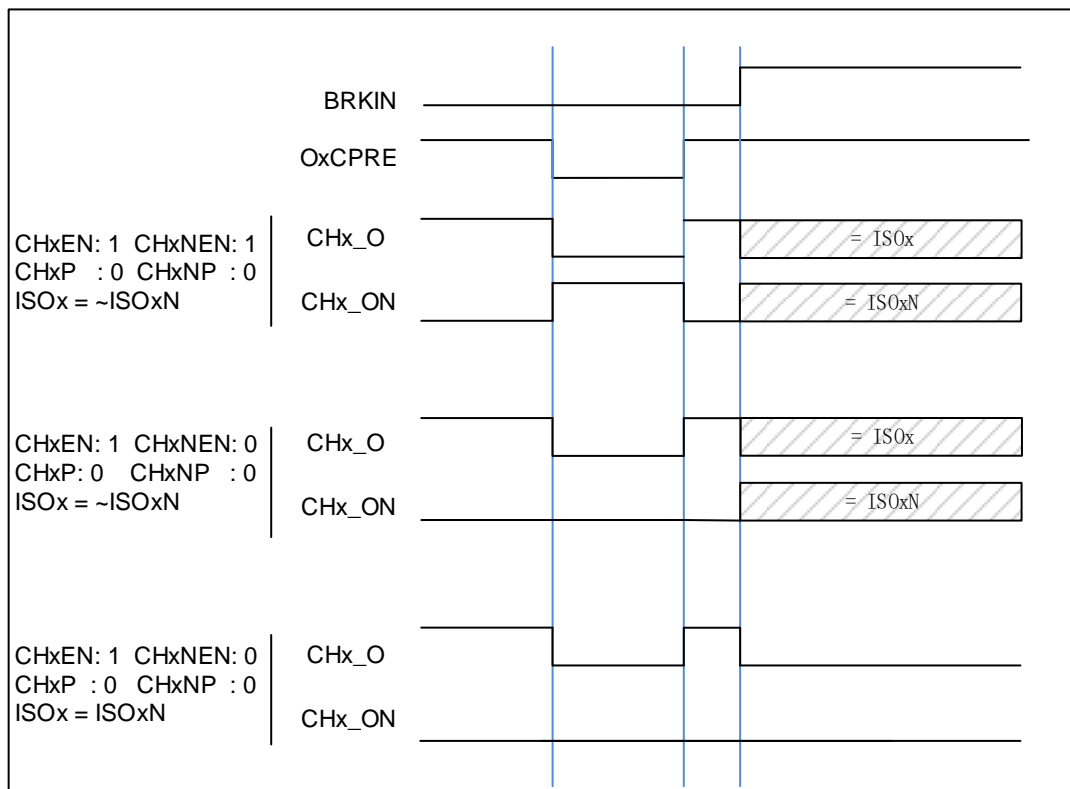 BRKIN
OxCPRE
CHxEN: 1 CHxNEN: 1
CHxP : 0 CHxNP : 0
ISOx = ~ISOxN
CHx_O
= ISOx
CHx_ON
= ISOxN
CHxEN: 1 CHxNEN: 0
CHxP: 0 CHxNP : 0
ISOx = ~ISOxN
CHx_O
= ISOx
CHx_ON
= ISOxN
CHxEN: 1 CHxNEN: 0
CHxP : 0 CHxNP : 0
ISOx = ISOxN
CHx_O
CHx_ON